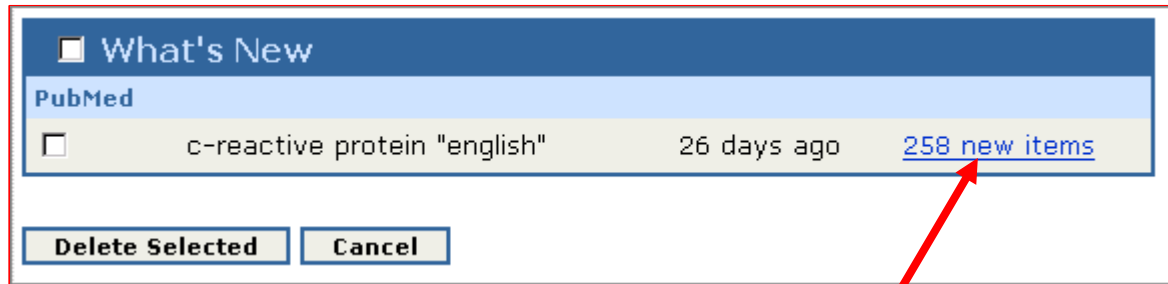 What's New
PubMed
c-reactive protein "english" 26 days ago 258 new items
Delete Selected Cancel